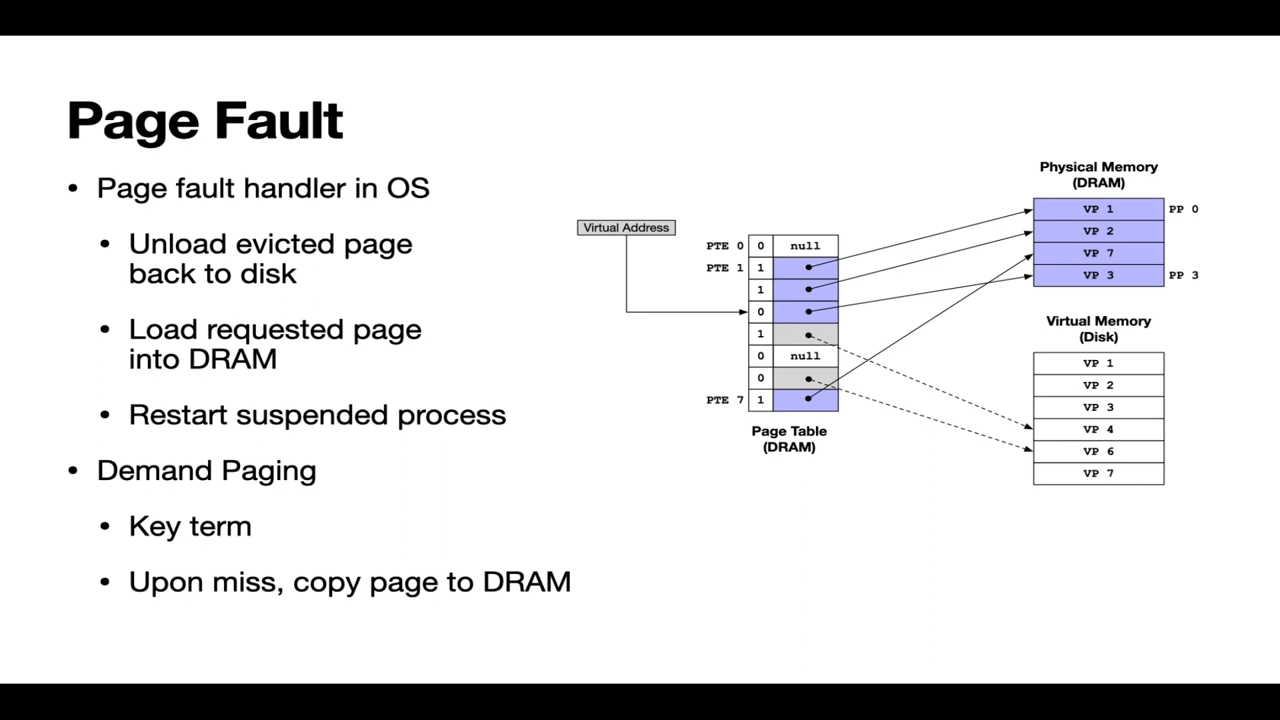 Page Fault
• Page fault handler in OS
• Unload evicted page
back to disk
• Load requested page
into DRAM
• Restart suspended process
• Demand Paging
• Key term
• Upon miss, copy page to DRAM
Virtual Address
PTE 0 0 null
PTE 1 1
1
0
1
0 null
0
PTE 7 1
Page Table
(DRAM)
Physical Memory
(DRAM)
VP 1 PP 0
VP 2
VP 7
VP 3 PP 3
Virtual Memory
(Disk)
VP 1
VP 2
VP 3
VP 4
VP 6
VP 7